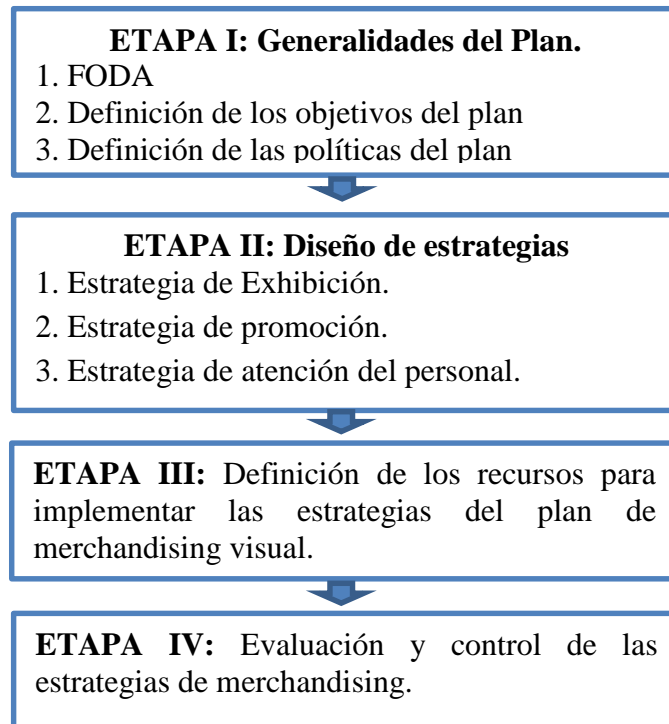 ETAPA I: Generalidades del Plan.
1. FODA
2. Definición de los objetivos del plan
3. Definición de las políticas del plan
ETAPA II: Diseño de estrategias
1. Estrategia de Exhibición.
2. Estrategia de promoción.
3. Estrategia de atención del personal.
ETAPA III: Definición de los recursos para
implementar las estrategias del plan de
merchandising visual.
ETAPA IV: Evaluación y control de las
estrategias de merchandising.